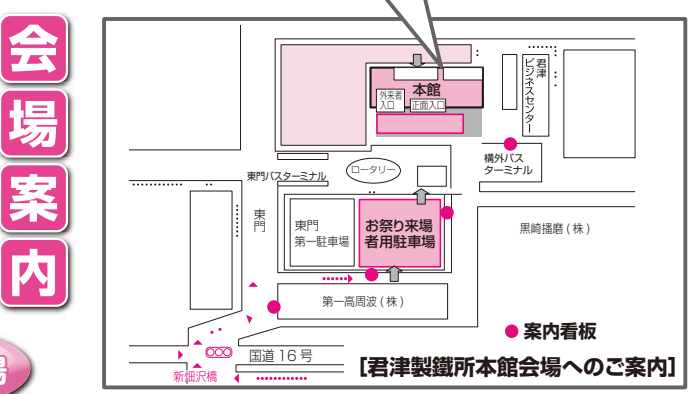 会場案内
本館
外来者
入口
正面入口
君津
ビジネスセンター
構外バス
ターミナル
東門バスターミナル
ロータリー
東門
東門
第一駐車場
お祭り来場
者用駐車場
黒崎播磨(株)
第一高周波(株)
案内看板
国道16号
新畑沢橋
[君津製鐵所本館会場へのご案内]
場